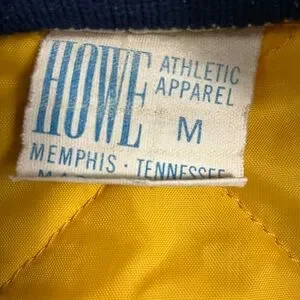 HOWE ATHLETIC
APPAREL
M
MEMPHIS · TENNESSEE